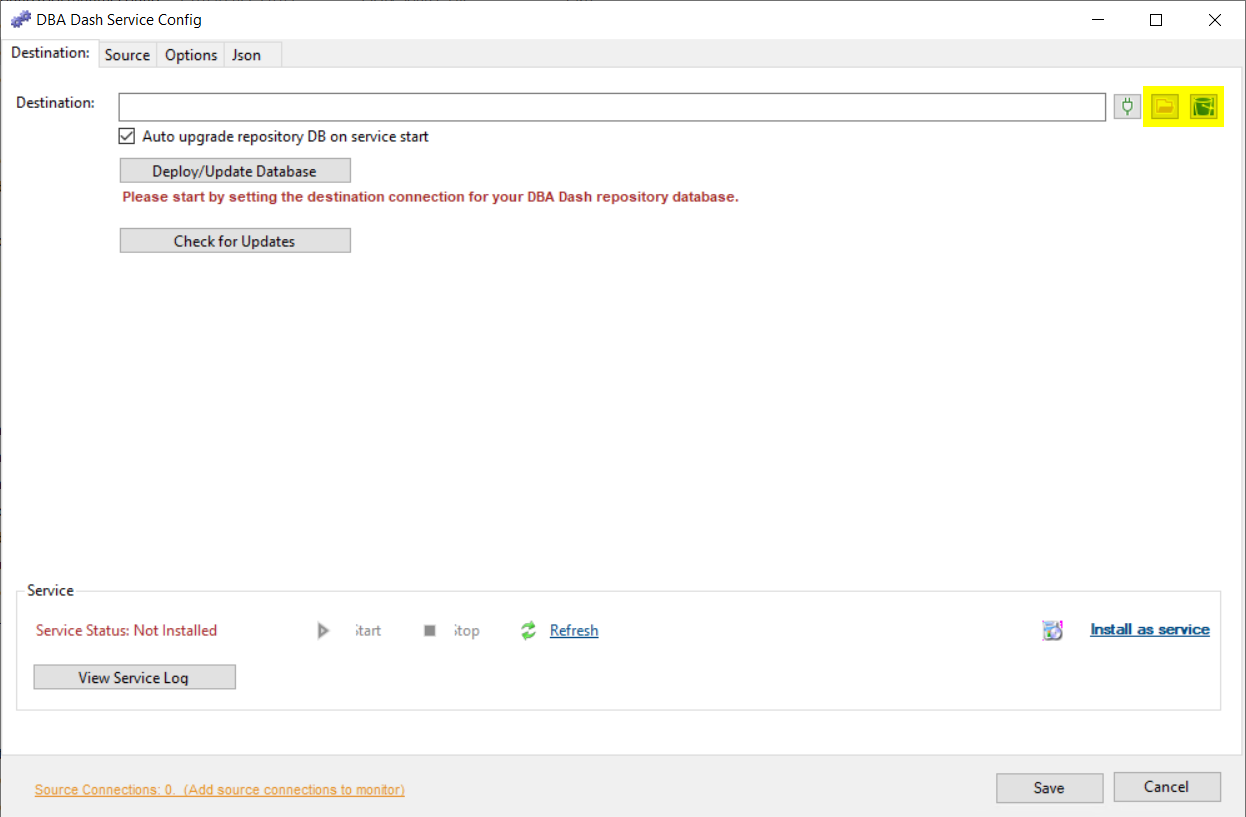 DBA Dash Service Config
Destination: Source Options Json
Destination:
Auto upgrade repository DB on service start
Deploy/Update Database
Please start by setting the destination connection for your DBA Dash repository database.
Check for Updates
Service
Service Status: Not Installed Start Stop Refresh Install as service
View Service Log
Source Connections: 0. (Add source connections to monitor)
Save Cancel